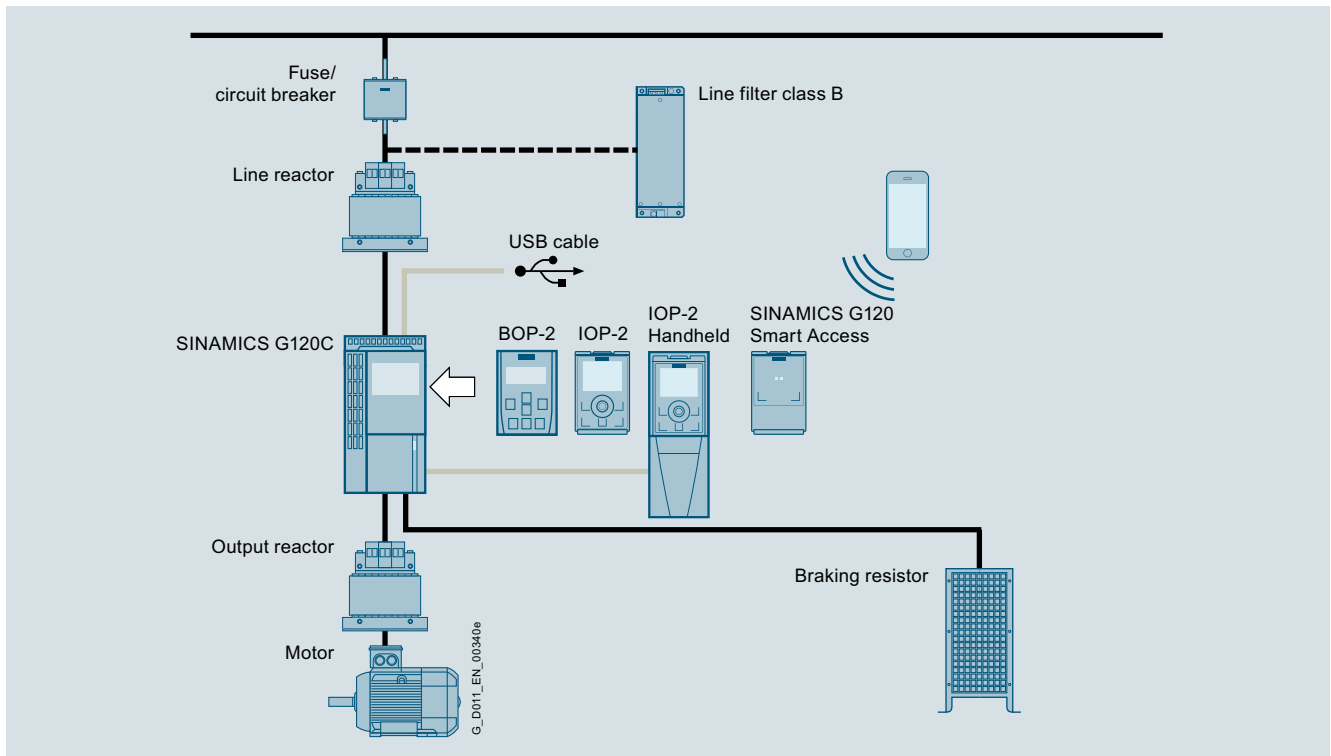 Fuse/
circuit breaker
Line filter class B
Line reactor
USB cable
SINAMICS G120C
BOP-2
IOP-2
IOP-2
Handheld
SINAMICS G120
Smart Access
Output reactor
Braking resistor
Motor
G_D011_EN_00340e